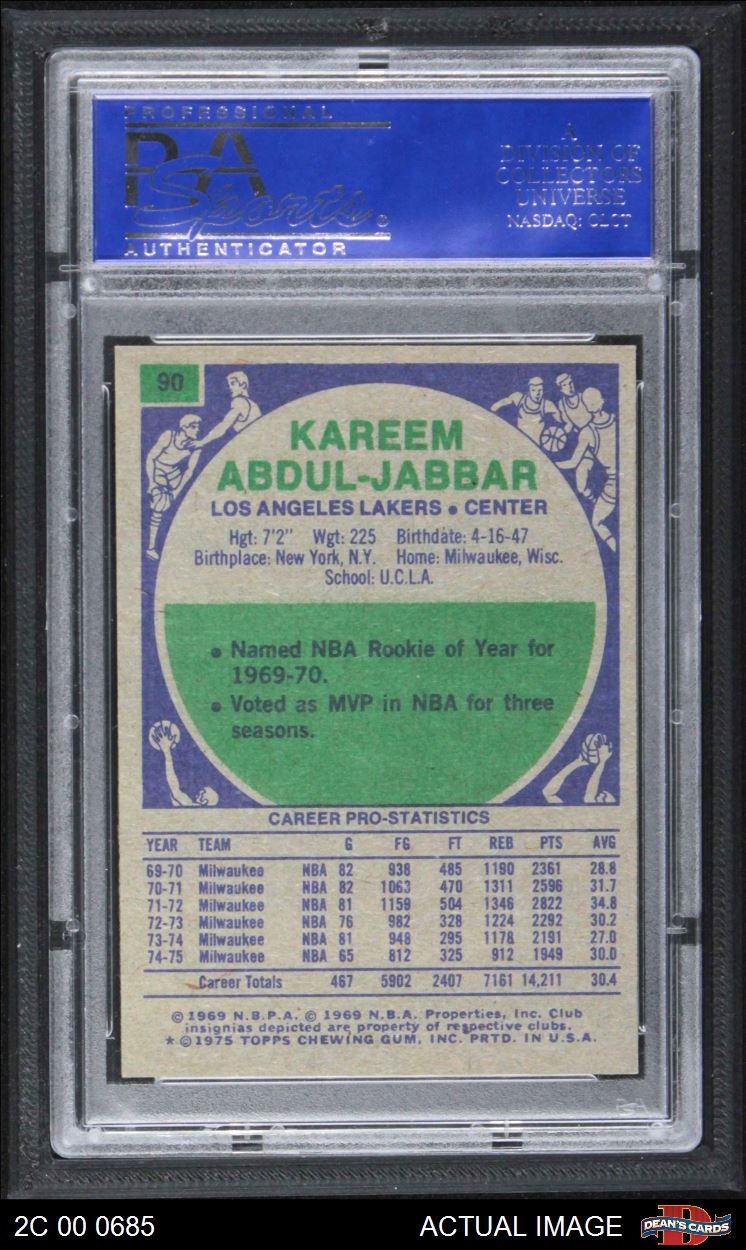 PROFESSIONAL
PSA
Sports ®
AUTHENTICATOR
A
DIVISION OF
COLLECTORS
UNIVERSE
NASDAQ: CLCT
90
KAREEM
ABDUL-JABBAR
LOS ANGELES LAKERS • CENTER
Hgt: 7'2" Wgt: 225 Birthdate: 4-16-47
Birthplace: New York, N.Y. Home: Milwaukee, Wisc.
School: U.C.L.A.
• Named NBA Rookie of Year for
1969-70.
• Voted as MVP in NBA for three
seasons.
CAREER PRO-STATISTICS
YEAR TEAM G FG FT REB PTS AVG
69-70 Milwaukee NBA 82 938 485 1190 2361 28.8
70-71 Milwaukee NBA 82 1063 470 1311 2596 31.7
71-72 Milwaukee NBA 81 1159 504 1346 2822 34.8
72-73 Milwaukee NBA 76 982 328 1224 2292 30.2
73-74 Milwaukee NBA 81 948 295 1178 2191 27.0
74-75 Milwaukee NBA 65 812 325 912 1949 30.0
Career Totals 467 5902 2407 7161 14,211 30.4
© 1969 N.B.P.A. © 1969 N.B.A. Properties, Inc. Club
insignias depicted are property of respective clubs.
* © 1975 TOPPS CHEWING GUM, INC. PRTD. IN U.S.A.
2C 00 0685
ACTUAL IMAGE
DEAN'S CARDS